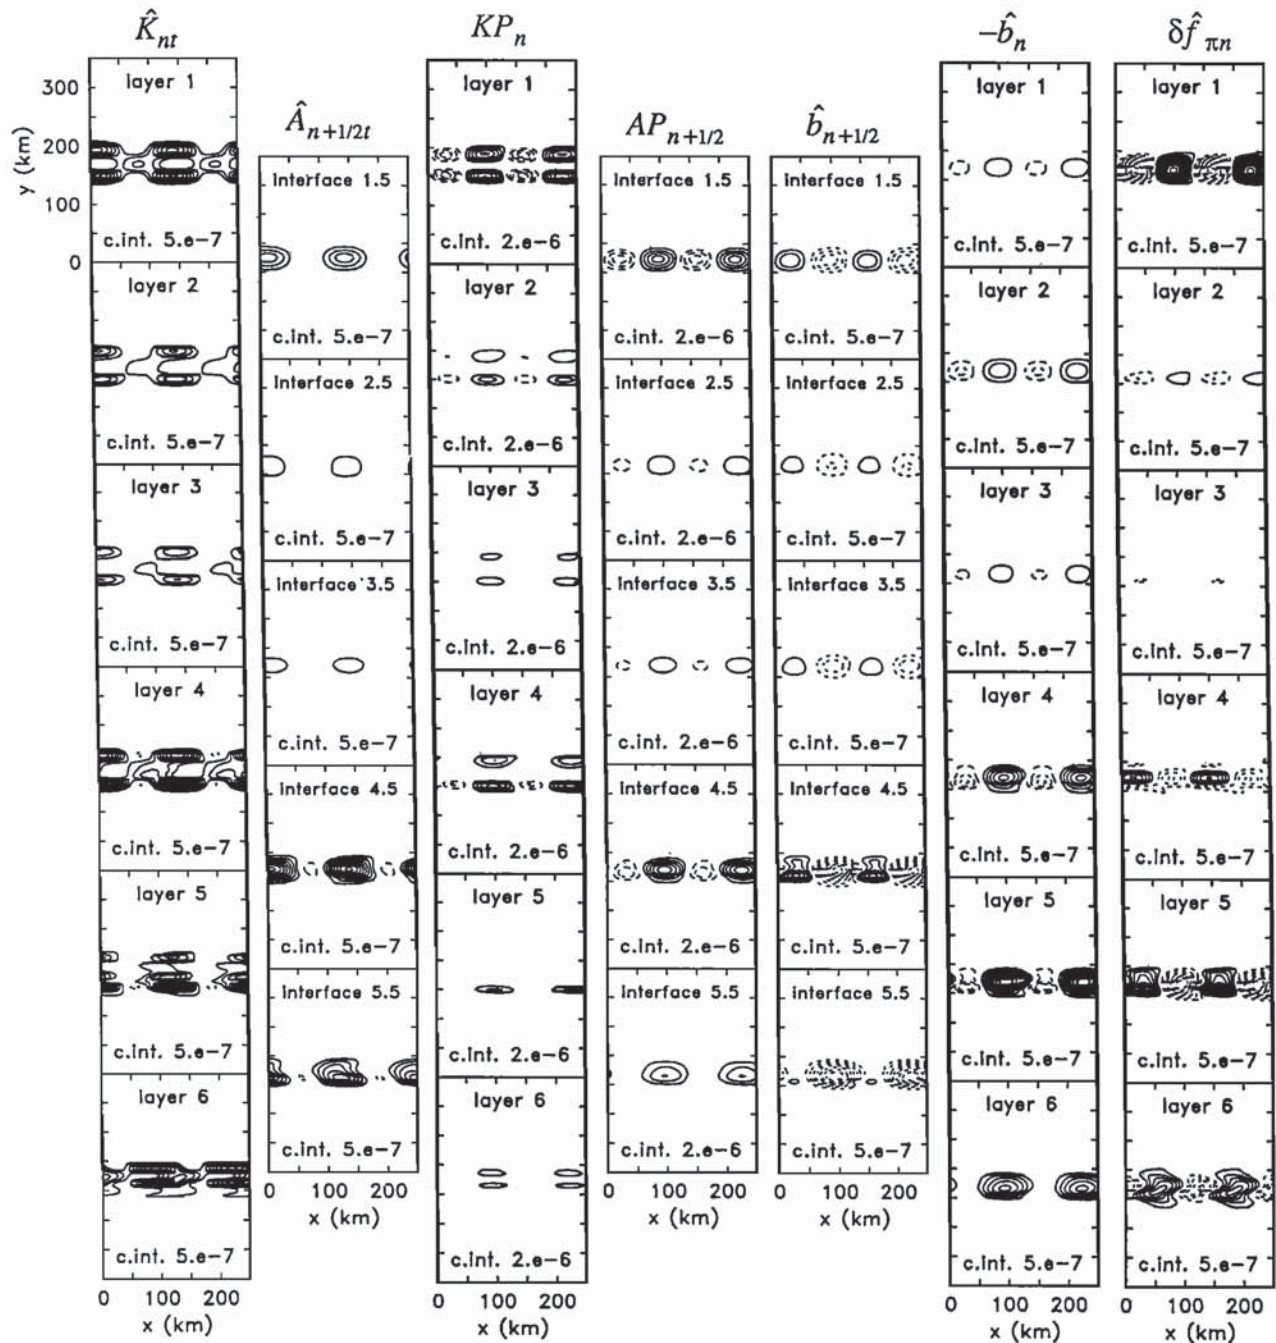 K̂nt
KPn
−b̂n
δf̂πn
Ân+1/2t
APn+1/2
b̂n+1/2
y (km)
300
200
100
0
layer 1
c.int. 5.e-7
layer 2
c.int. 5.e-7
layer 3
c.int. 5.e-7
layer 4
c.int. 5.e-7
layer 5
c.int. 5.e-7
layer 6
c.int. 5.e-7
0 100 200
x (km)
interface 1.5
c.int. 5.e-7
interface 2.5
c.int. 5.e-7
interface 3.5
c.int. 5.e-7
interface 4.5
c.int. 5.e-7
interface 5.5
c.int. 5.e-7
0 100 200
x (km)
layer 1
c.int. 2.e-6
layer 2
c.int. 2.e-6
layer 3
c.int. 2.e-6
layer 4
c.int. 2.e-6
layer 5
c.int. 2.e-6
layer 6
c.int. 2.e-6
0 100 200
x (km)
interface 1.5
c.int. 2.e-6
interface 2.5
c.int. 2.e-6
interface 3.5
c.int. 2.e-6
interface 4.5
c.int. 2.e-6
interface 5.5
c.int. 2.e-6
0 100 200
x (km)
interface 1.5
c.int. 5.e-7
interface 2.5
c.int. 5.e-7
interface 3.5
c.int. 5.e-7
interface 4.5
c.int. 5.e-7
interface 5.5
c.int. 5.e-7
0 100 200
x (km)
layer 1
c.int. 5.e-7
layer 2
c.int. 5.e-7
layer 3
c.int. 5.e-7
layer 4
c.int. 5.e-7
layer 5
c.int. 5.e-7
layer 6
c.int. 5.e-7
0 100 200
x (km)
layer 1
c.int. 5.e-7
layer 2
c.int. 5.e-7
layer 3
c.int. 5.e-7
layer 4
c.int. 5.e-7
layer 5
c.int. 5.e-7
layer 6
c.int. 5.e-7
0 100 200
x (km)